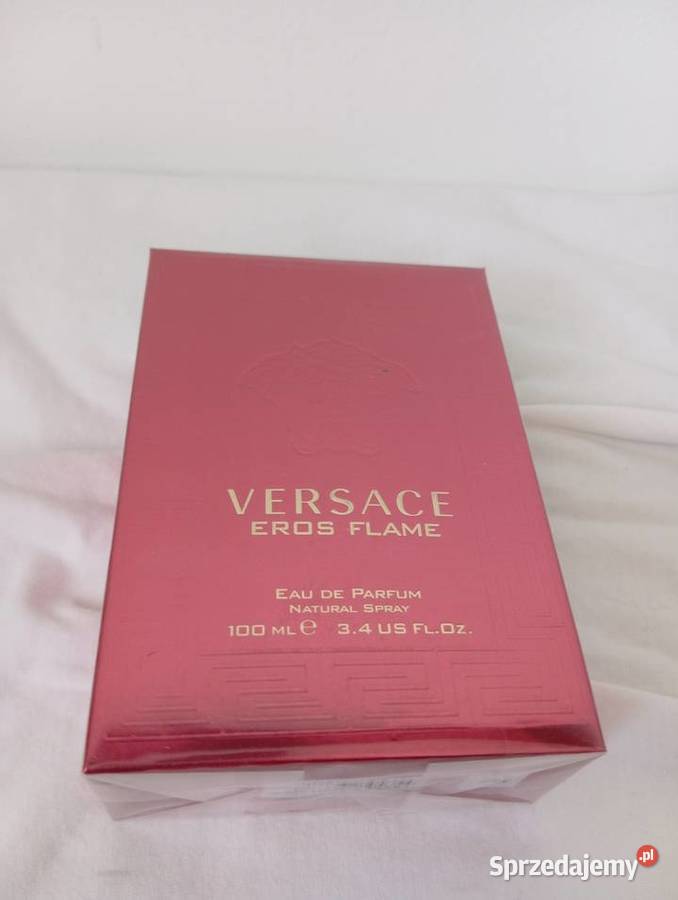 VERSACE
EROS FLAME
EAU DE PARFUM
NATURAL SPRAY
100 ML e 3.4 US FL.OZ.
Sprzedajemy.pl